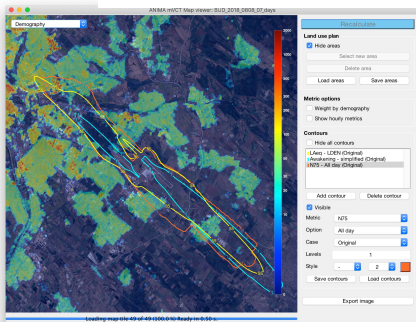 ANIMA mVCT Map viewer: BLID_2018_0608_07_days
Demography
Recalculate
Land use plan
Hide areas
Select new area
Delete area
Load areas
Save areas
Metric options
Weight by demography
Show hourly metrics
Contours
Hide all contours
LAeq - LDEN (Original)
Awakening - simplified (Original)
N75 - All day (Original)
Add contour
Delete contour
Visible
Metric
N75
Option
All day
Case
Original
Levels
1
Style
-
2
Save contours
Load contours
Export image
Loading map tile 49 of 49 (100.0%) Ready in 6.50 s.